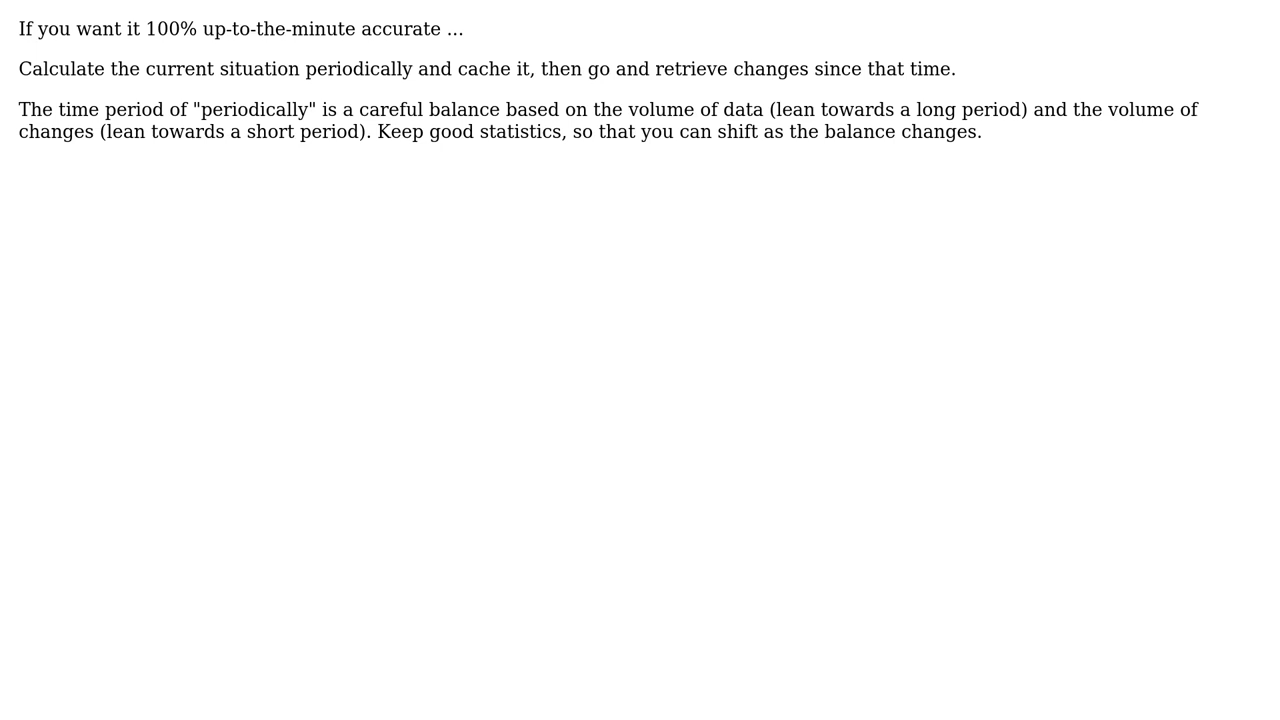 If you want it 100% up-to-the-minute accurate ...
Calculate the current situation periodically and cache it, then go and retrieve changes since that time.
The time period of "periodically" is a careful balance based on the volume of data (lean towards a long period) and the volume of
changes (lean towards a short period). Keep good statistics, so that you can shift as the balance changes.